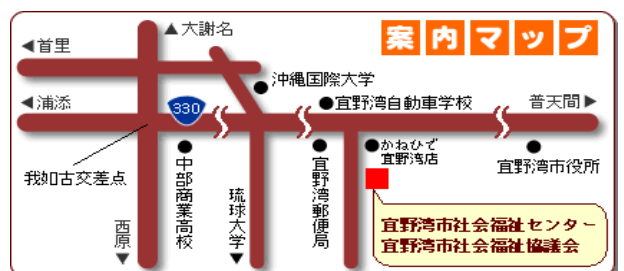 案内マップ
▲大謝名
◀首里
沖縄国際大学
◀浦添
330
●宜野湾自動車学校
普天間▶
我如古交差点
中部商業高校
琉球大学▼
宜野湾郵便局
かねひで
宜野湾店
宜野湾市役所
西原▼
宜野湾市社会福祉センター
宜野湾市社会福祉協議会